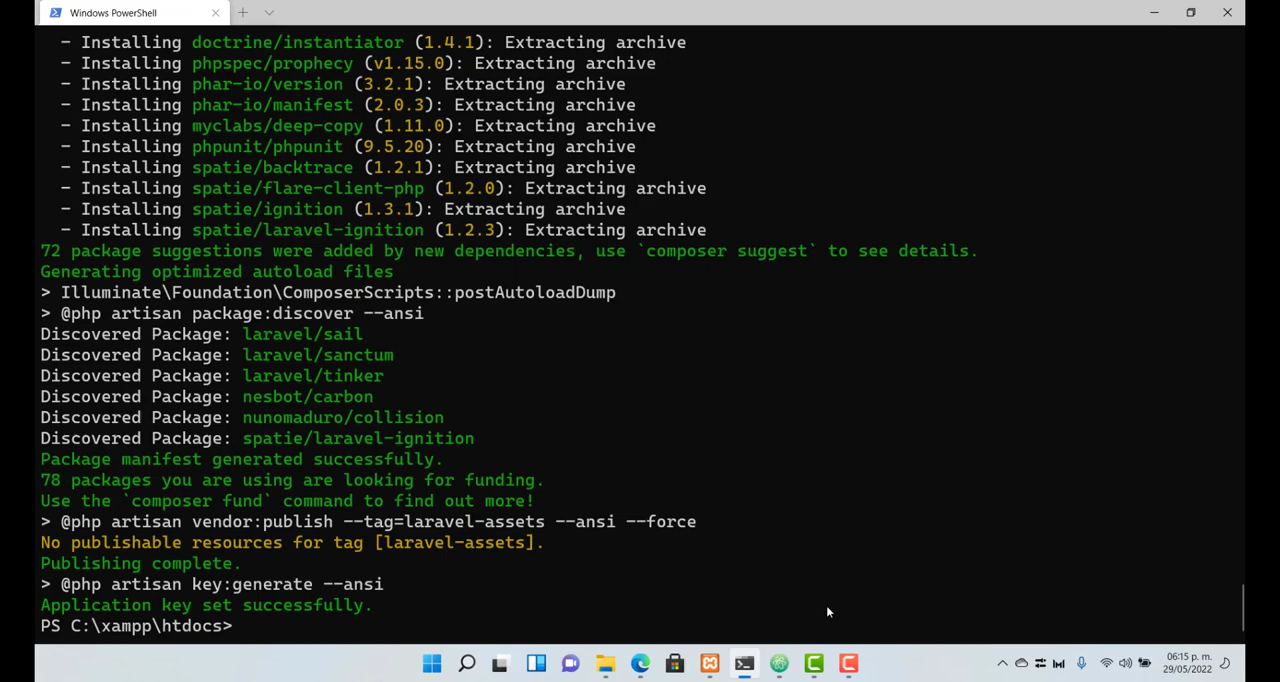 Windows PowerShell
- Installing doctrine/instantiator (1.4.1): Extracting archive
- Installing phpspec/prophecy (v1.15.0): Extracting archive
- Installing phar-io/version (3.2.1): Extracting archive
- Installing phar-io/manifest (2.0.3): Extracting archive
- Installing myclabs/deep-copy (1.11.0): Extracting archive
- Installing phpunit/phpunit (9.5.20): Extracting archive
- Installing spatie/backtrace (1.2.1): Extracting archive
- Installing spatie/flare-client-php (1.2.0): Extracting archive
- Installing spatie/ignition (1.3.1): Extracting archive
- Installing spatie/laravel-ignition (1.2.3): Extracting archive
72 package suggestions were added by new dependencies, use `composer suggest` to see details.
Generating optimized autoload files
> Illuminate\Foundation\ComposerScripts::postAutoloadDump
> @php artisan package:discover --ansi
Discovered Package: laravel/sail
Discovered Package: laravel/sanctum
Discovered Package: laravel/tinker
Discovered Package: nesbot/carbon
Discovered Package: nunomaduro/collision
Discovered Package: spatie/laravel-ignition
Package manifest generated successfully.
78 packages you are using are looking for funding.
Use the `composer fund` command to find out more!
> @php artisan vendor:publish --tag=laravel-assets --ansi --force
No publishable resources for tag [laravel-assets].
Publishing complete.
> @php artisan key:generate --ansi
Application key set successfully.
PS C:\xampp\htdocs>
06:15 p. m.
29/05/2022